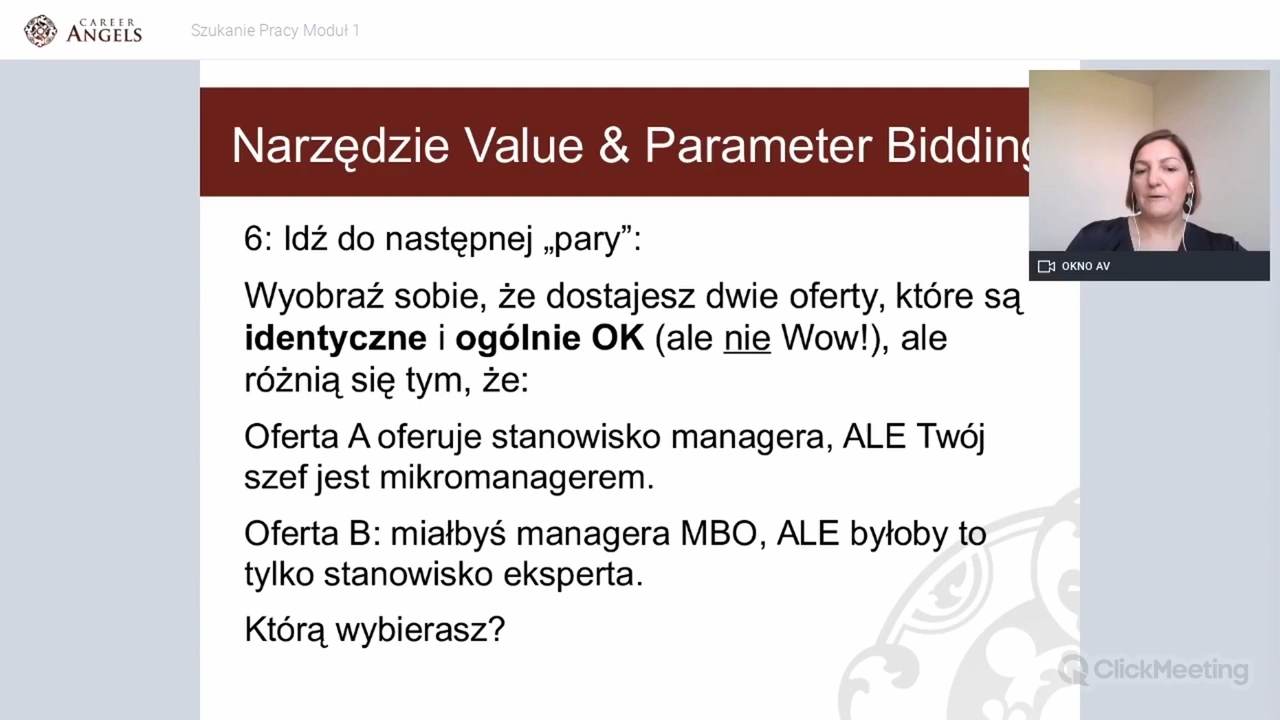 CAREER
ANGELS
Szukanie Pracy Moduł 1
Narzędzie Value & Parameter Bidding
6: Idź do następnej „pary”:
Wyobraź sobie, że dostajesz dwie oferty, które są
identyczne i ogólnie OK (ale nie Wow!), ale
różnią się tym, że:
Oferta A oferuje stanowisko managera, ALE Twój
szef jest mikromanagerem.
Oferta B: miałbyś managera MBO, ALE byłoby to
tylko stanowisko eksperta.
Którą wybierasz?
OKNO AV
ClickMeeting